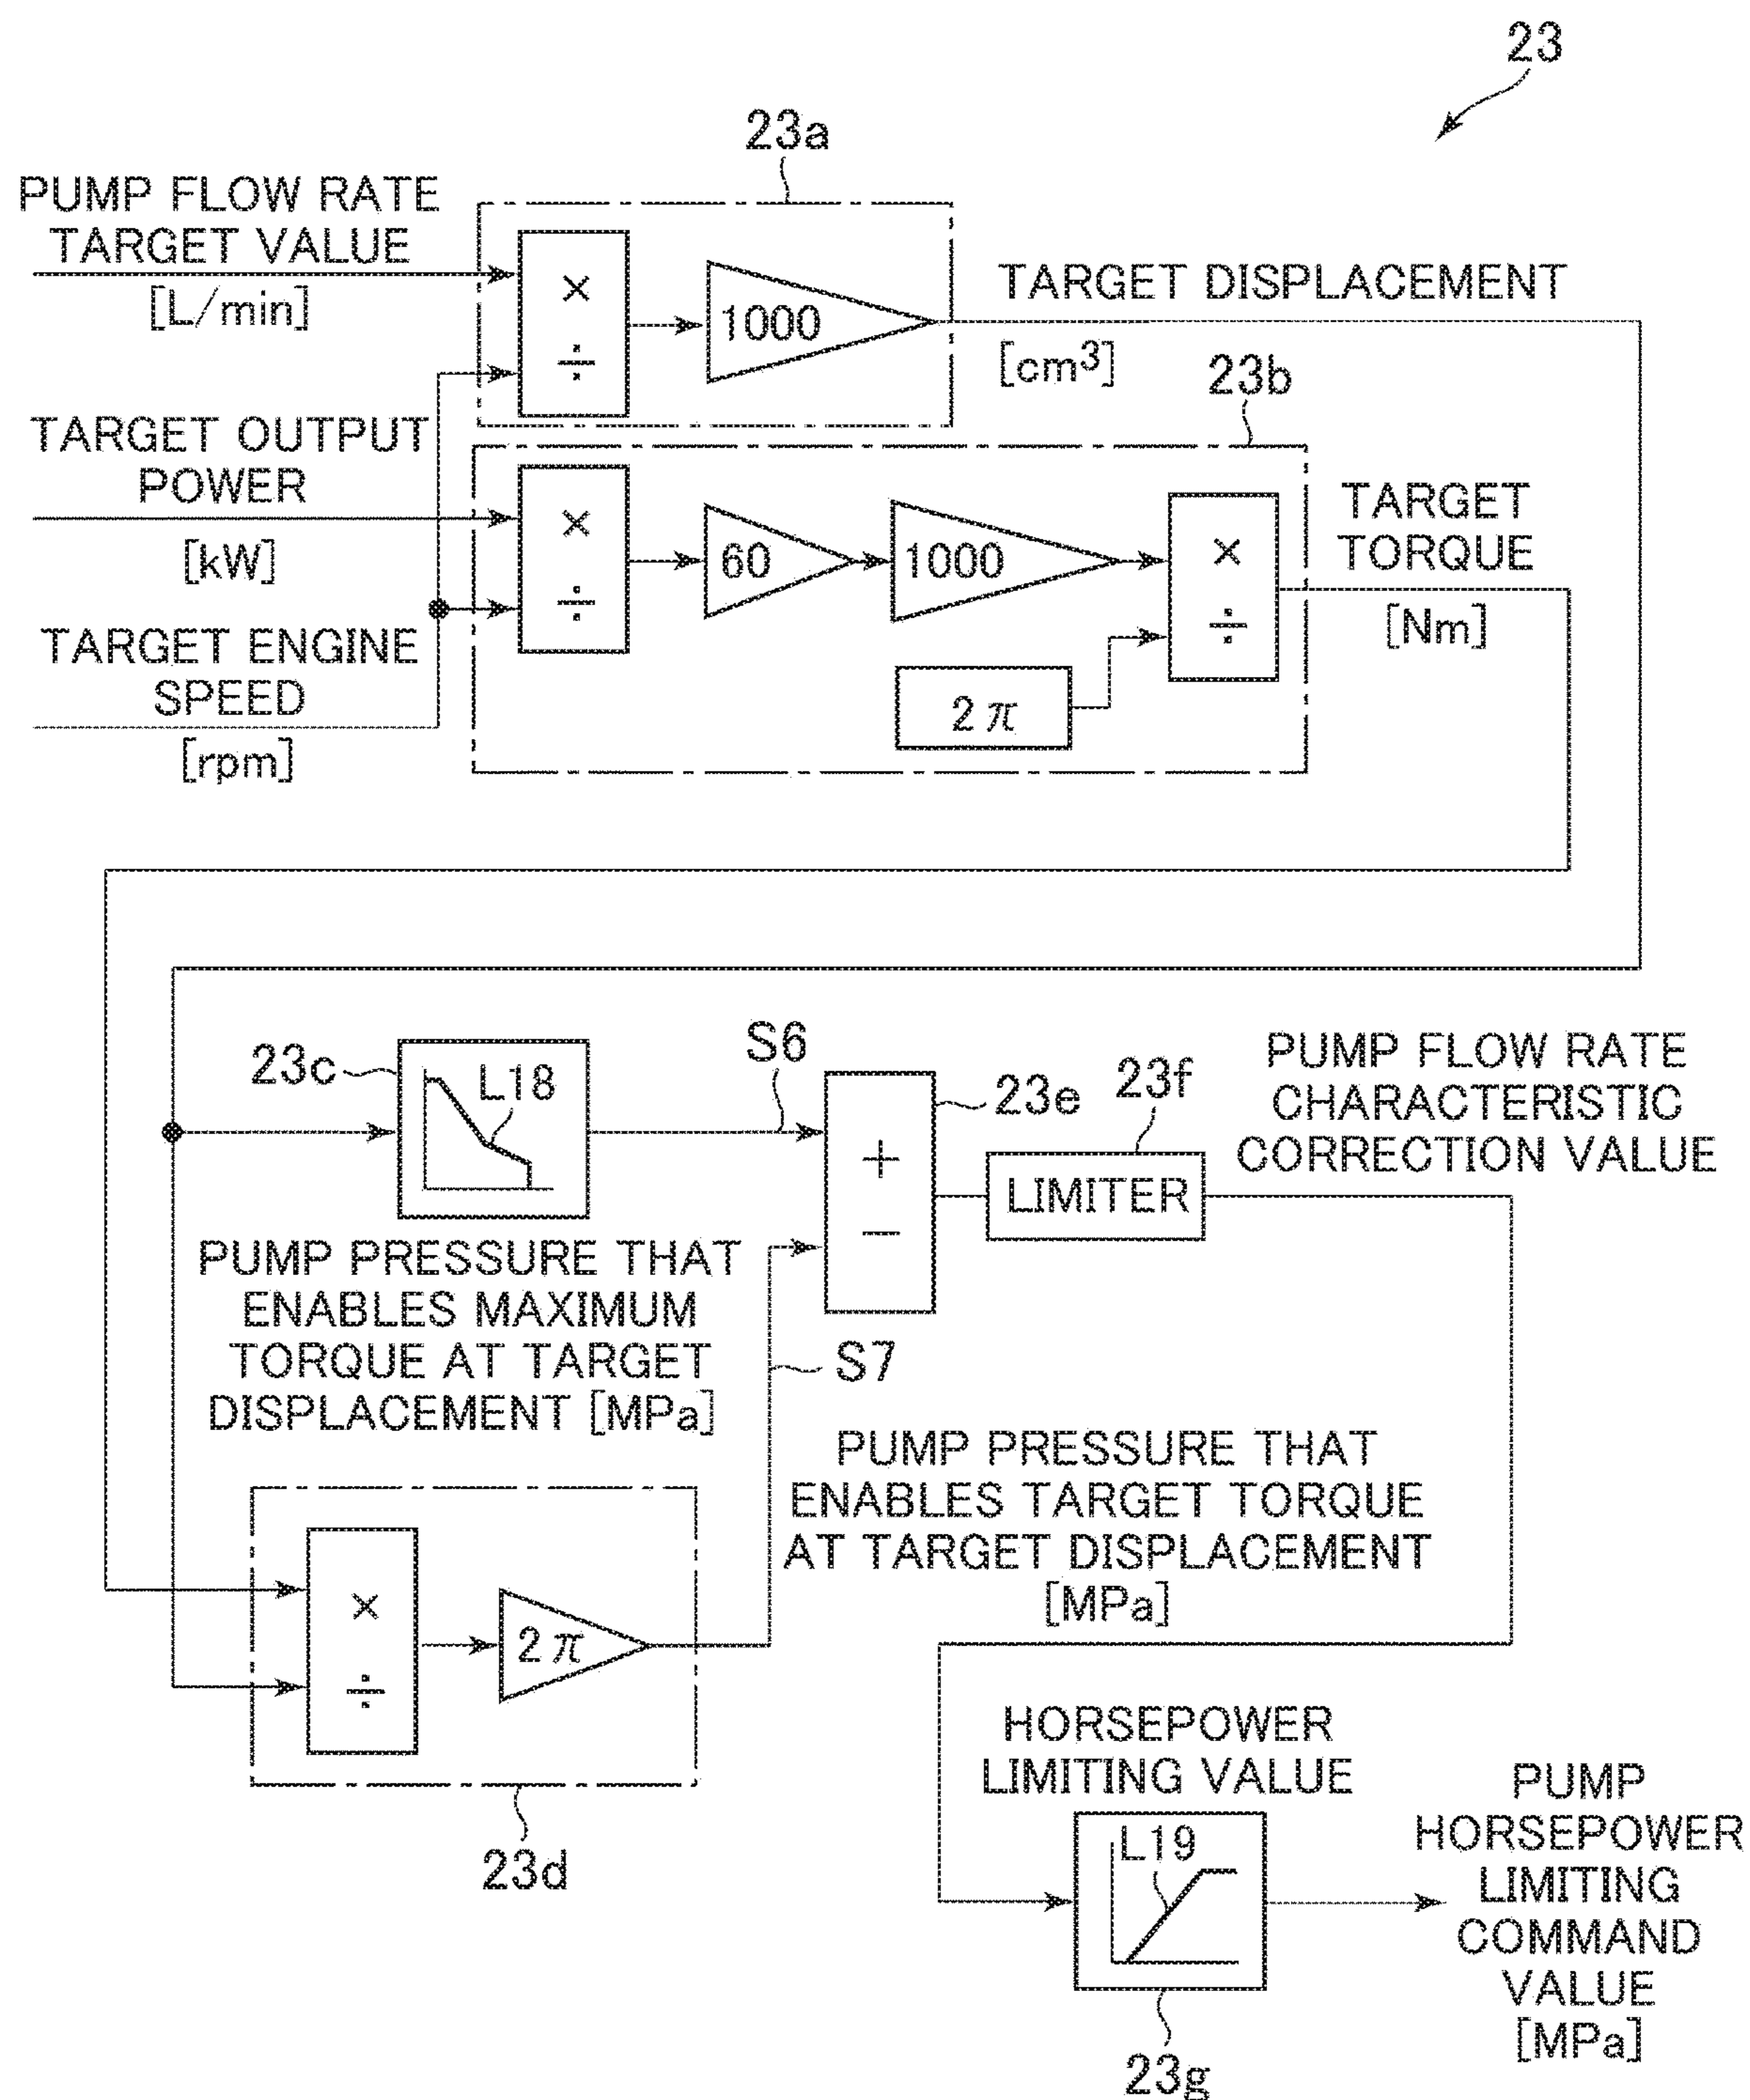 23
23a
PUMP FLOW RATE
TARGET VALUE
[L/min]
×
÷
1000
TARGET DISPLACEMENT
[cm³]
23b
TARGET OUTPUT
POWER
[kW]
×
÷
60
1000
×
÷
2π
TARGET
TORQUE
[Nm]
TARGET ENGINE
SPEED
[rpm]
23c
L18
S6
23e
+
−
23f
LIMITER
PUMP FLOW RATE
CHARACTERISTIC
CORRECTION VALUE
PUMP PRESSURE THAT
ENABLES MAXIMUM
TORQUE AT TARGET
DISPLACEMENT [MPa]
S7
PUMP PRESSURE THAT
ENABLES TARGET TORQUE
AT TARGET DISPLACEMENT
[MPa]
×
÷
2π
23d
HORSEPOWER
LIMITING VALUE
L19
23g
PUMP
HORSEPOWER
LIMITING
COMMAND
VALUE
[MPa]